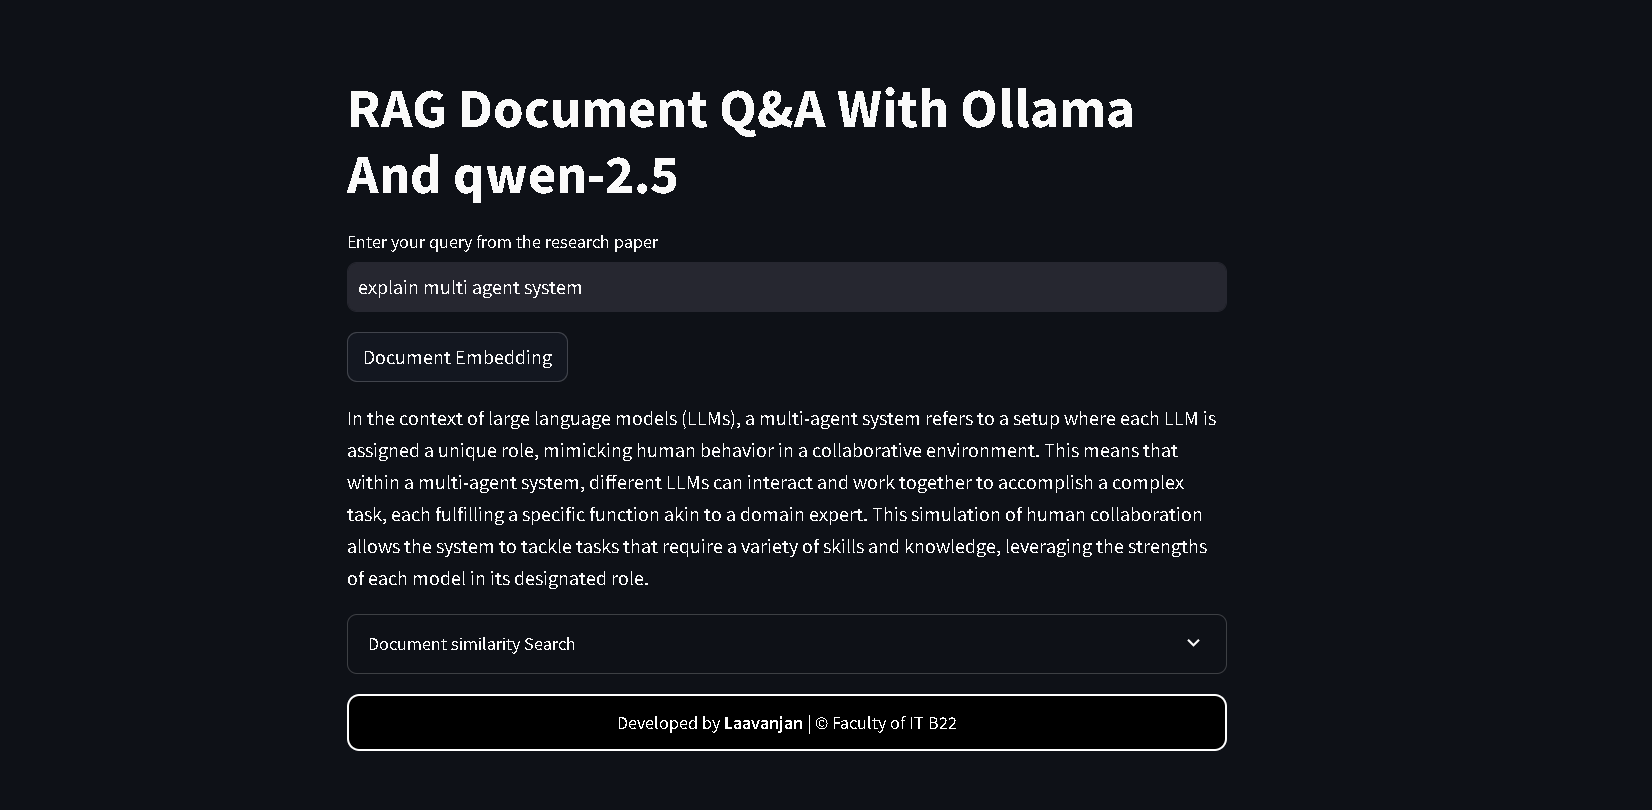 RAG Document Q&A With Ollama
And qwen-2.5
Enter your query from the research paper
explain multi agent system
Document Embedding
In the context of large language models (LLMs), a multi-agent system refers to a setup where each LLM is
assigned a unique role, mimicking human behavior in a collaborative environment. This means that
within a multi-agent system, different LLMs can interact and work together to accomplish a complex
task, each fulfilling a specific function akin to a domain expert. This simulation of human collaboration
allows the system to tackle tasks that require a variety of skills and knowledge, leveraging the strengths
of each model in its designated role.
Document similarity Search
Developed by Laavanjan | © Faculty of IT B22